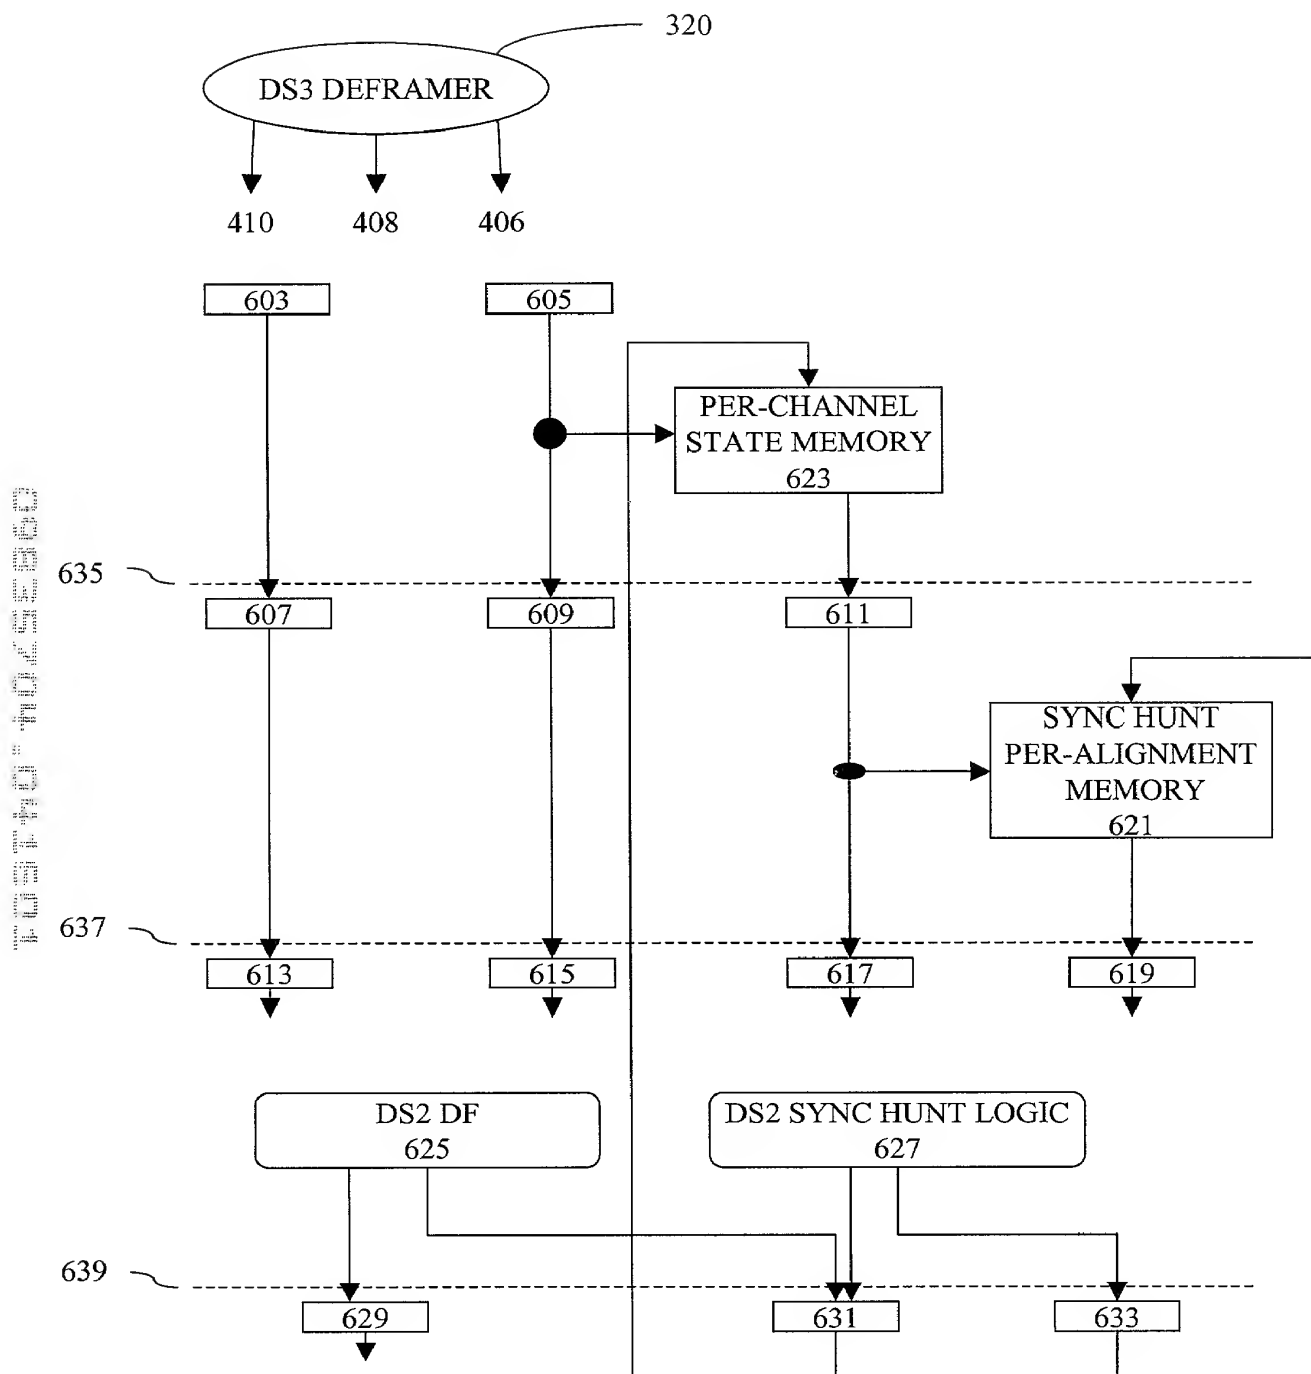 320
DS3 DEFRAMER
410 408 406
603 605
PER-CHANNEL
STATE MEMORY
623
635
607 609 611
SYNC HUNT
PER-ALIGNMENT
MEMORY
621
637
613 615 617 619
DS2 DF
625
DS2 SYNC HUNT LOGIC
627
639
629 631 633